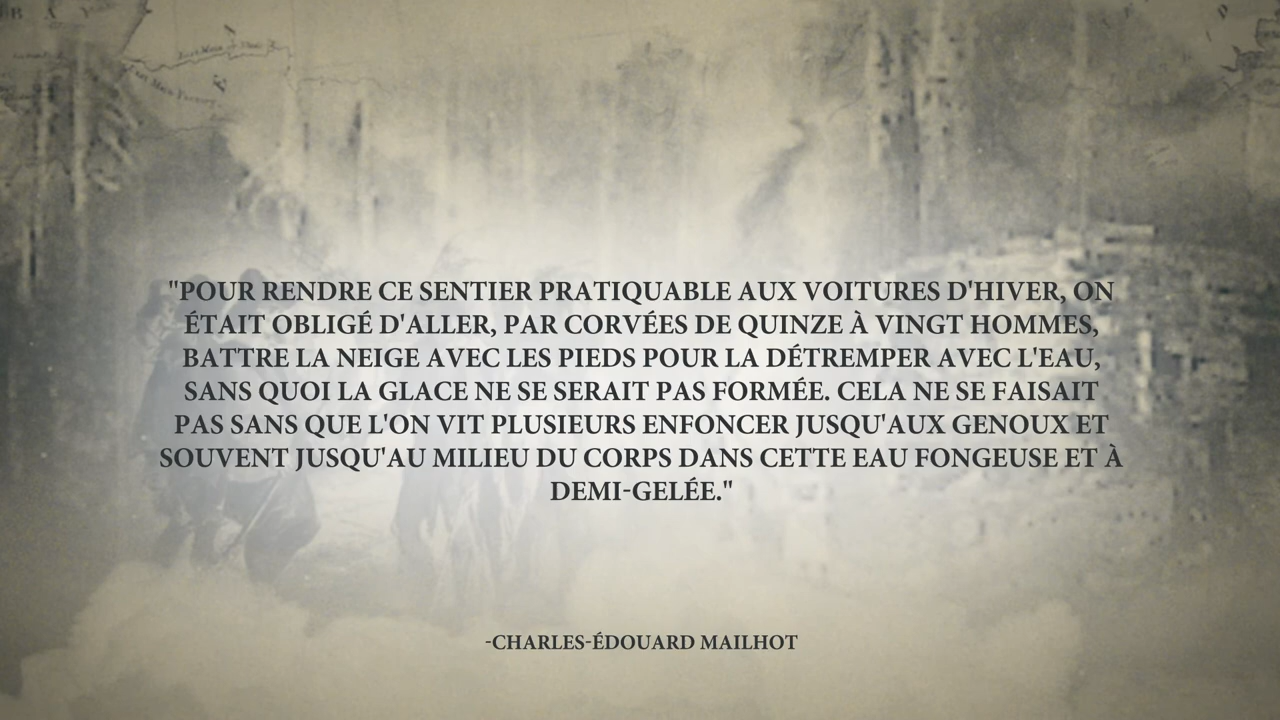 "POUR RENDRE CE SENTIER PRATIQUABLE AUX VOITURES D'HIVER, ON
ÉTAIT OBLIGÉ D'ALLER, PAR CORVÉES DE QUINZE À VINGT HOMMES,
BATTRE LA NEIGE AVEC LES PIEDS POUR LA DÉTREMPER AVEC L'EAU,
SANS QUOI LA GLACE NE SE SERAIT PAS FORMÉE. CELA NE SE FAISAIT
PAS SANS QUE L'ON VIT PLUSIEURS ENFONCER JUSQU'AUX GENOUX ET
SOUVENT JUSQU'AU MILIEU DU CORPS DANS CETTE EAU FONGEUSE ET À
DEMI-GELÉE."
-CHARLES-ÉDOUARD MAILHOT